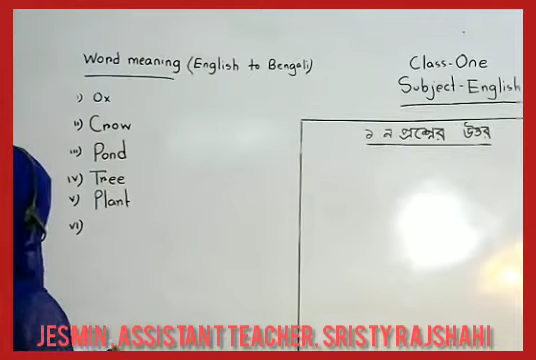 Word meaning (English to Bengali)
i) Ox
ii) Crow
iii) Pond
iv) Tree
v) Plant
vi)
Class-One
Subject-English
১ ন প্রশ্নের উত্তর
JESMIN, ASSISTANT TEACHER, SRISTY RAJSHAHI